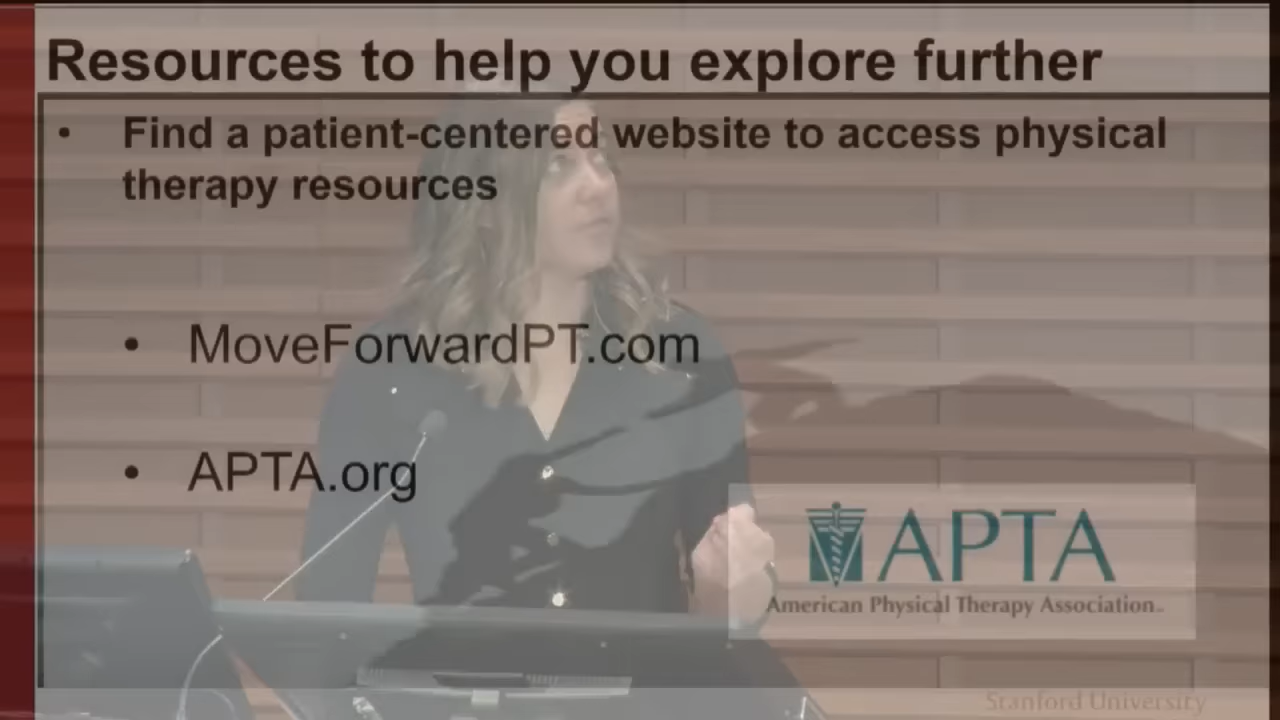 Resources to help you explore further
• Find a patient-centered website to access physical
therapy resources
• MoveForwardPT.com
• APTA.org
APTA
American Physical Therapy Association™
Stanford University